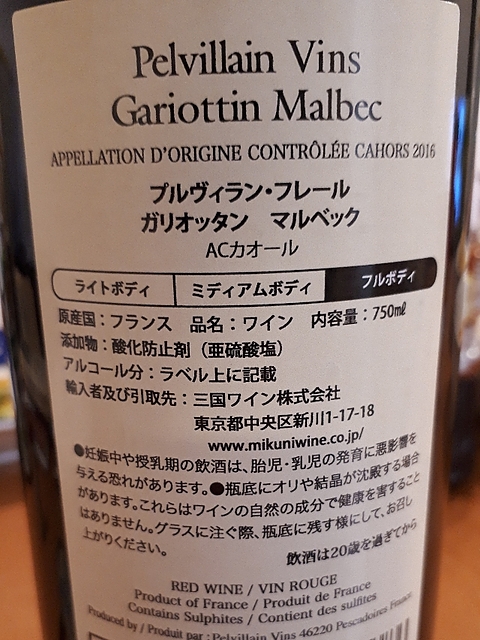 Pelvillain Vins
Gariottin Malbec
APPELLATION D'ORIGINE CONTRÔLÉE CAHORS 2016
プルヴィラン・フレール
ガリオッタン マルベック
ACカオール
ライトボディ ミディアムボディ フルボディ
原産国：フランス 品名：ワイン 内容量：750㎖
添加物：酸化防止剤（亜硫酸塩）
アルコール分：ラベル上に記載
輸入者及び引取先：三国ワイン株式会社
東京都中央区新川1-17-18
www.mikuniwine.co.jp/
●妊娠中や授乳期の飲酒は、胎児・乳児の発育に悪影響を
与える恐れがあります。●瓶底にオリや結晶が沈殿する場合
があります。これらはワインの自然の成分で健康を害すること
はありません。グラスに注ぐ際、瓶底に残す様にして、お召し
上がりください。
飲酒は20歳を過ぎてから
RED WINE / VIN ROUGE
Product of France / Produit de France
Contains Sulphites / Contient des sulfites
Produced by / Produit par : Pelvillain Vins 46220 Pescadoires France